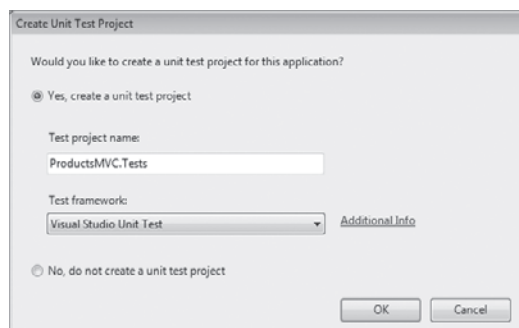 Create Unit Test Project
Would you like to create a unit test project for this application?
Yes, create a unit test project
Test project name:
ProductsMVC.Tests
Test framework:
Visual Studio Unit Test
Additional Info
No, do not create a unit test project
OK Cancel